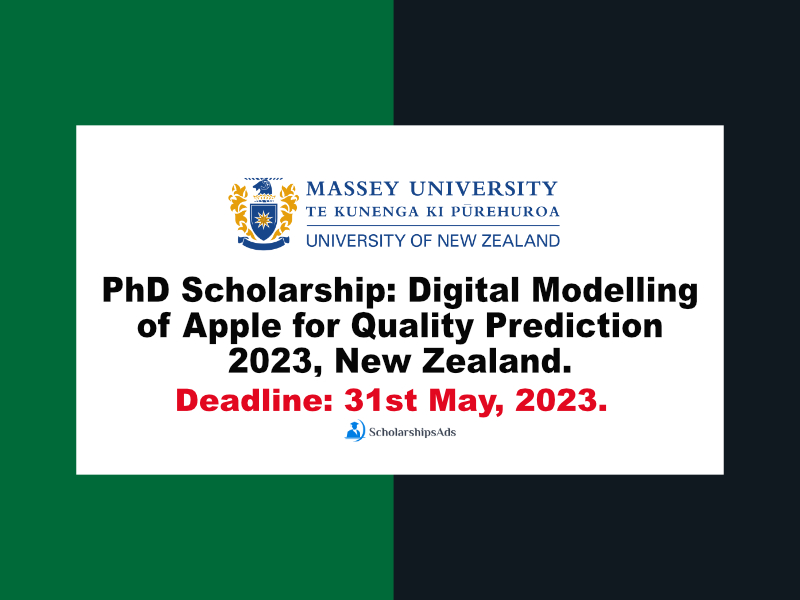 MASSEY UNIVERSITY
TE KUNENGA KI PŪREHUROA
UNIVERSITY OF NEW ZEALAND
PhD Scholarship: Digital Modelling
of Apple for Quality Prediction
2023, New Zealand.
Deadline: 31st May, 2023.
ScholarshipsAds